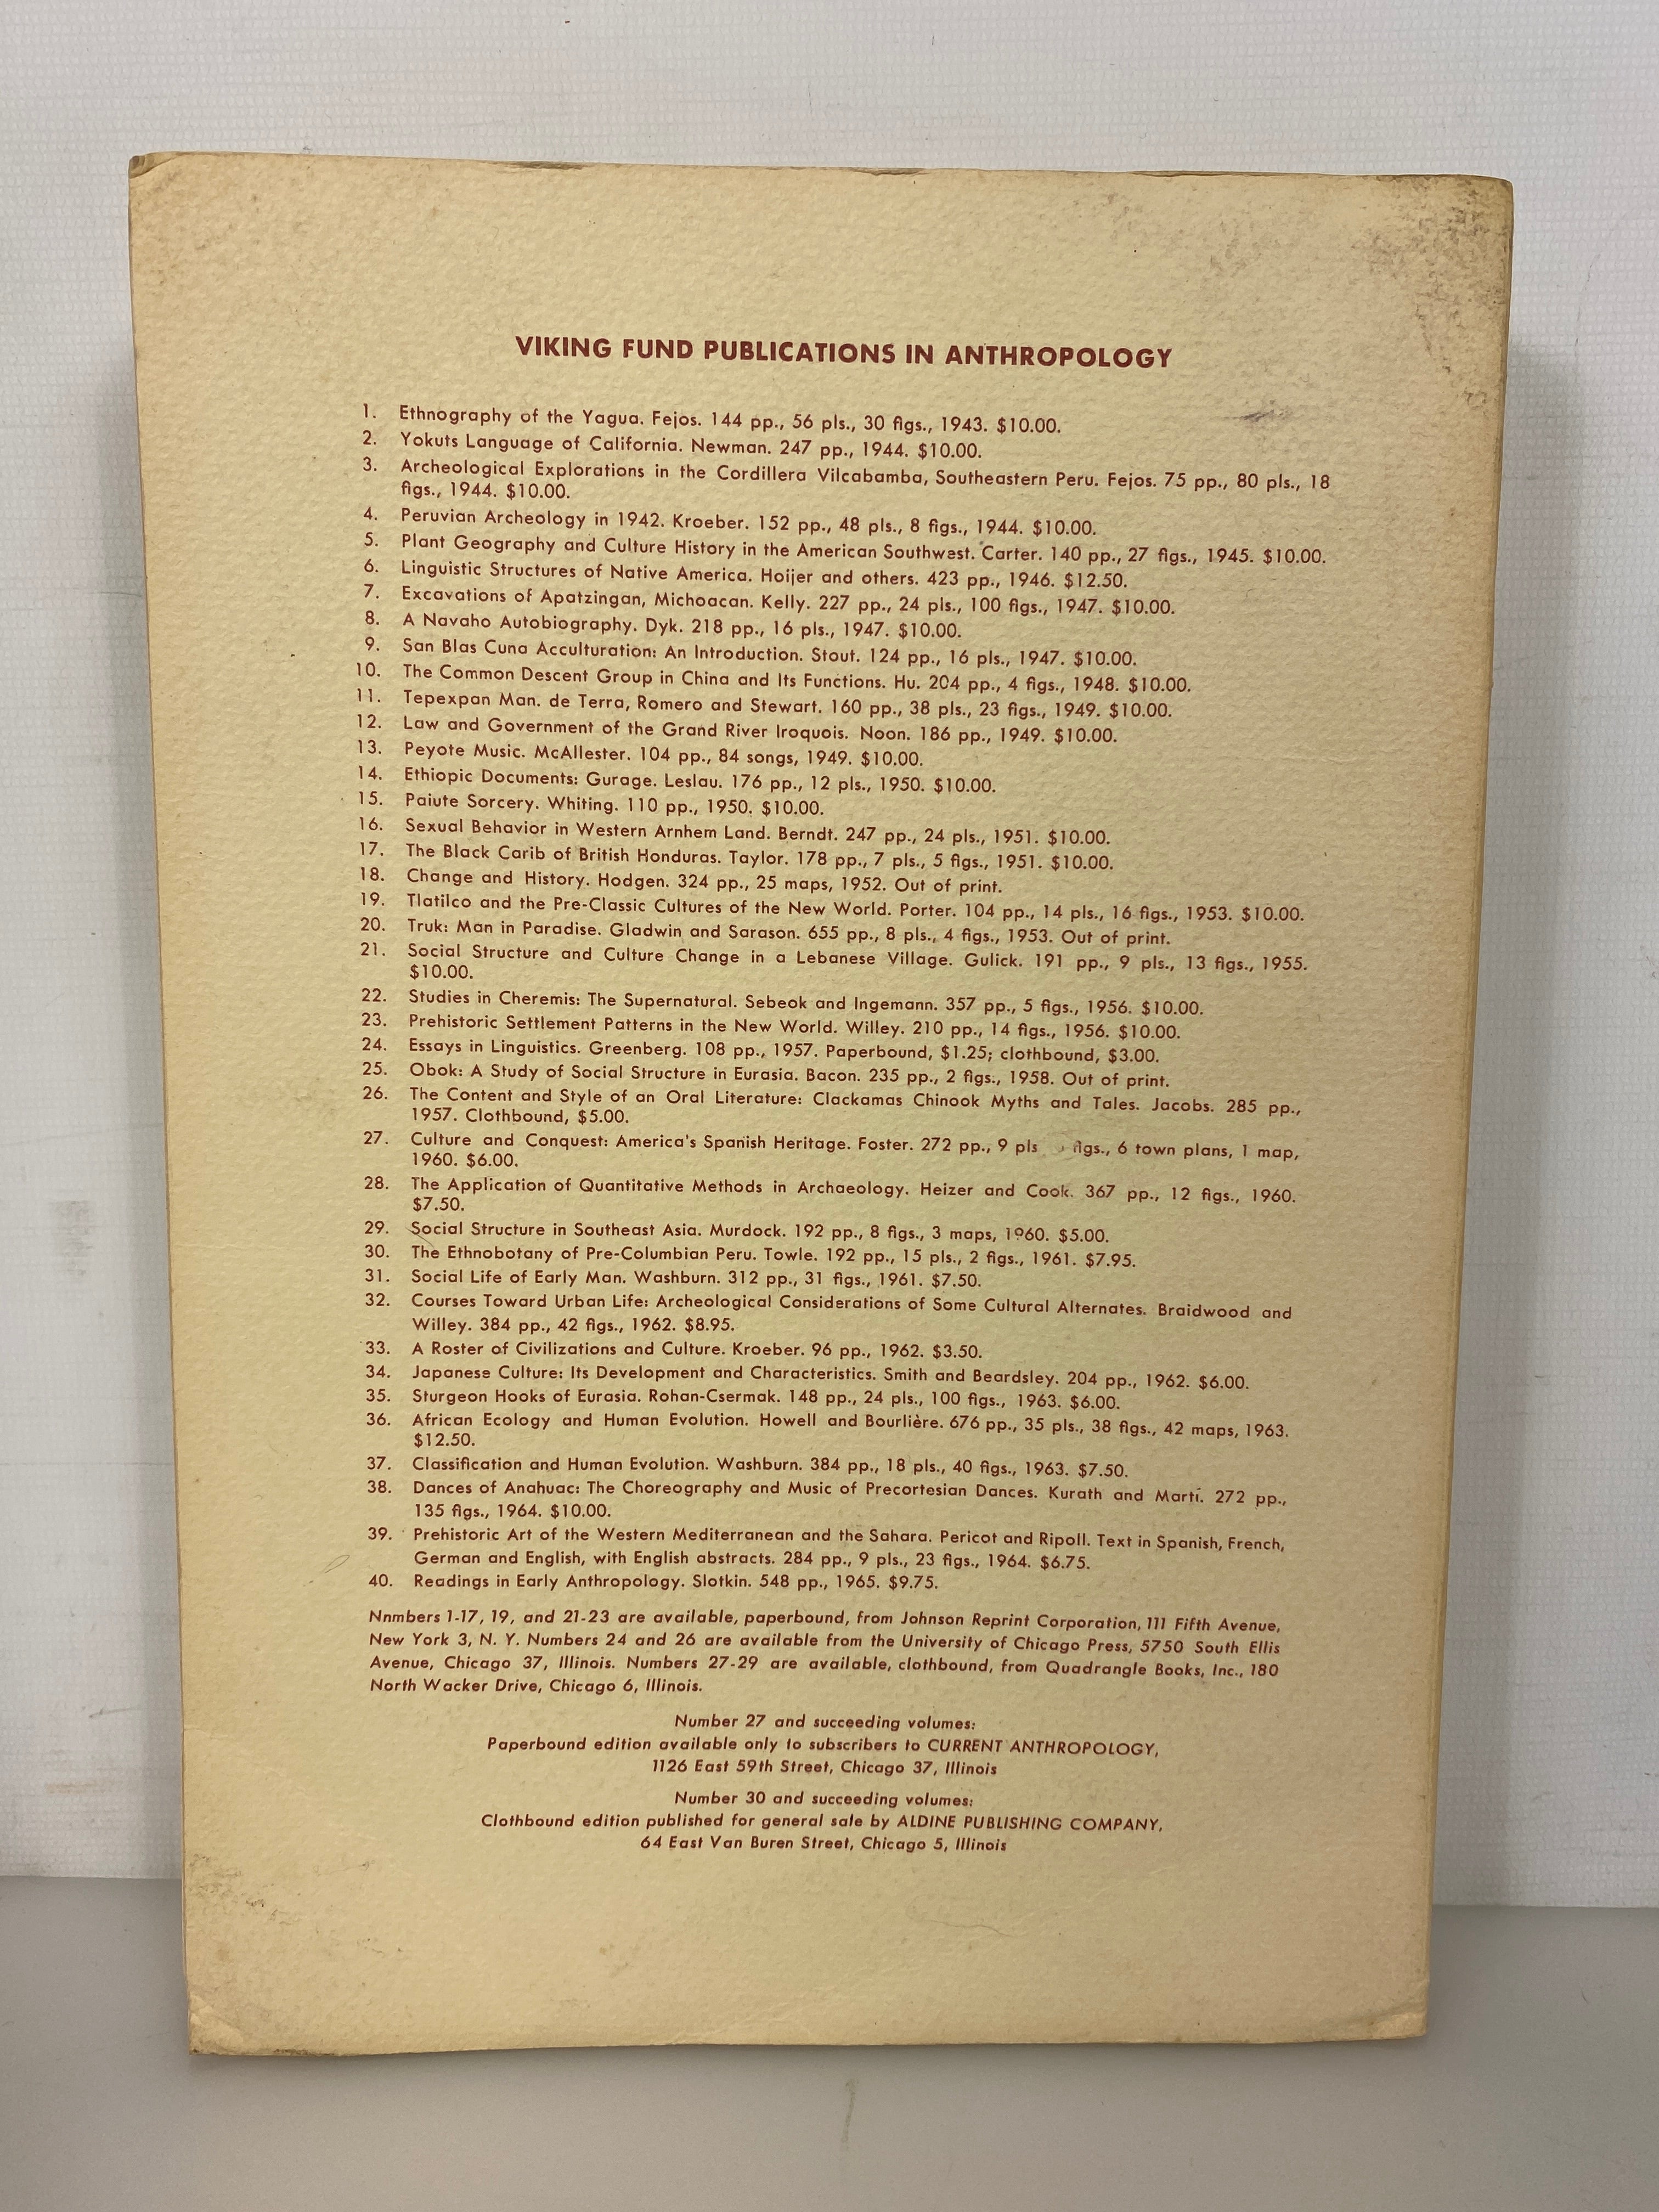 VIKING FUND PUBLICATIONS IN ANTHROPOLOGY
1. Ethnography of the Yagua. Fejos. 144 pp., 56 pls., 30 figs., 1943. $10.00.
2. Yokuts Language of California. Newman. 247 pp., 1944. $10.00.
3. Archeological Explorations in the Cordillera Vilcabamba, Southeastern Peru. Fejos. 75 pp., 80 pls., 18
figs., 1944. $10.00.
4. Peruvian Archeology in 1942. Kroeber. 152 pp., 48 pls., 8 figs., 1944. $10.00.
5. Plant Geography and Culture History in the American Southwest. Carter. 140 pp., 27 figs., 1945. $10.00.
6. Linguistic Structures of Native America. Hoijer and others. 423 pp., 1946. $12.50.
7. Excavations of Apatzingan, Michoacan. Kelly. 227 pp., 24 pls., 100 figs., 1947. $10.00.
8. A Navaho Autobiography. Dyk. 218 pp., 16 pls., 1947. $10.00.
9. San Blas Cuna Acculturation: An Introduction. Stout. 124 pp., 16 pls., 1947. $10.00.
10. The Common Descent Group in China and Its Functions. Hu. 204 pp., 4 figs., 1948. $10.00.
11. Tepexpan Man. de Terra, Romero and Stewart. 160 pp., 38 pls., 23 figs., 1949. $10.00.
12. Law and Government of the Grand River Iroquois. Noon. 186 pp., 1949. $10.00.
13. Peyote Music. McAllester. 104 pp., 84 songs, 1949. $10.00.
14. Ethiopic Documents: Gurage. Leslau. 176 pp., 12 pls., 1950. $10.00.
15. Paiute Sorcery. Whiting. 110 pp., 1950. $10.00.
16. Sexual Behavior in Western Arnhem Land. Berndt. 247 pp., 24 pls., 1951. $10.00.
17. The Black Carib of British Honduras. Taylor. 178 pp., 7 pls., 5 figs., 1951. $10.00.
18. Change and History. Hodgen. 324 pp., 25 maps, 1952. Out of print.
19. Tlatilco and the Pre-Classic Cultures of the New World. Porter. 104 pp., 14 pls., 16 figs., 1953. $10.00.
20. Truk: Man in Paradise. Gladwin and Sarason. 655 pp., 8 pls., 4 figs., 1953. Out of print.
21. Social Structure and Culture Change in a Lebanese Village. Gulick. 191 pp., 9 pls., 13 figs., 1955.
$10.00.
22. Studies in Cheremis: The Supernatural. Sebeok and Ingemann. 357 pp., 5 figs., 1956. $10.00.
23. Prehistoric Settlement Patterns in the New World. Willey. 210 pp., 14 figs., 1956. $10.00.
24. Essays in Linguistics. Greenberg. 108 pp., 1957. Paperbound, $1.25; clothbound, $3.00.
25. Obok: A Study of Social Structure in Eurasia. Bacon. 235 pp., 2 figs., 1958. Out of print.
26. The Content and Style of an Oral Literature: Clackamas Chinook Myths and Tales. Jacobs. 285 pp.,
1957. Clothbound, $5.00.
27. Culture and Conquest: America's Spanish Heritage. Foster. 272 pp., 9 pls figs., 6 town plans, 1 map,
1960. $6.00.
28. The Application of Quantitative Methods in Archaeology. Heizer and Cook. 367 pp., 12 figs., 1960.
$7.50.
29. Social Structure in Southeast Asia. Murdock. 192 pp., 8 figs., 3 maps, 1960. $5.00.
30. The Ethnobotany of Pre-Columbian Peru. Towle. 192 pp., 15 pls., 2 figs., 1961. $7.95.
31. Social Life of Early Man. Washburn. 312 pp., 31 figs., 1961. $7.50.
32. Courses Toward Urban Life: Archeological Considerations of Some Cultural Alternates. Braidwood and
Willey. 384 pp., 42 figs., 1962. $8.95.
33. A Roster of Civilizations and Culture. Kroeber. 96 pp., 1962. $3.50.
34. Japanese Culture: Its Development and Characteristics. Smith and Beardsley. 204 pp., 1962. $6.00.
35. Sturgeon Hooks of Eurasia. Rohan-Csermak. 148 pp., 24 pls., 100 figs., 1963. $6.00.
36. African Ecology and Human Evolution. Howell and Bourlière. 676 pp., 35 pls., 38 figs., 42 maps, 1963.
$12.50.
37. Classification and Human Evolution. Washburn. 384 pp., 18 pls., 40 figs., 1963. $7.50.
38. Dances of Anahuac: The Choreography and Music of Precortesian Dances. Kurath and Martí. 272 pp.,
135 figs., 1964. $10.00.
39. Prehistoric Art of the Western Mediterranean and the Sahara. Pericot and Ripoll. Text in Spanish, French,
German and English, with English abstracts. 284 pp., 9 pls., 23 figs., 1964. $6.75.
40. Readings in Early Anthropology. Slotkin. 548 pp., 1965. $9.75.
Nnmbers 1-17, 19, and 21-23 are available, paperbound, from Johnson Reprint Corporation, 111 Fifth Avenue,
New York 3, N. Y. Numbers 24 and 26 are available from the University of Chicago Press, 5750 South Ellis
Avenue, Chicago 37, Illinois. Numbers 27-29 are available, clothbound, from Quadrangle Books, Inc., 180
North Wacker Drive, Chicago 6, Illinois.
Number 27 and succeeding volumes:
Paperbound edition available only to subscribers to CURRENT ANTHROPOLOGY,
1126 East 59th Street, Chicago 37, Illinois
Number 30 and succeeding volumes:
Clothbound edition published for general sale by ALDINE PUBLISHING COMPANY,
64 East Van Buren Street, Chicago 5, Illinois